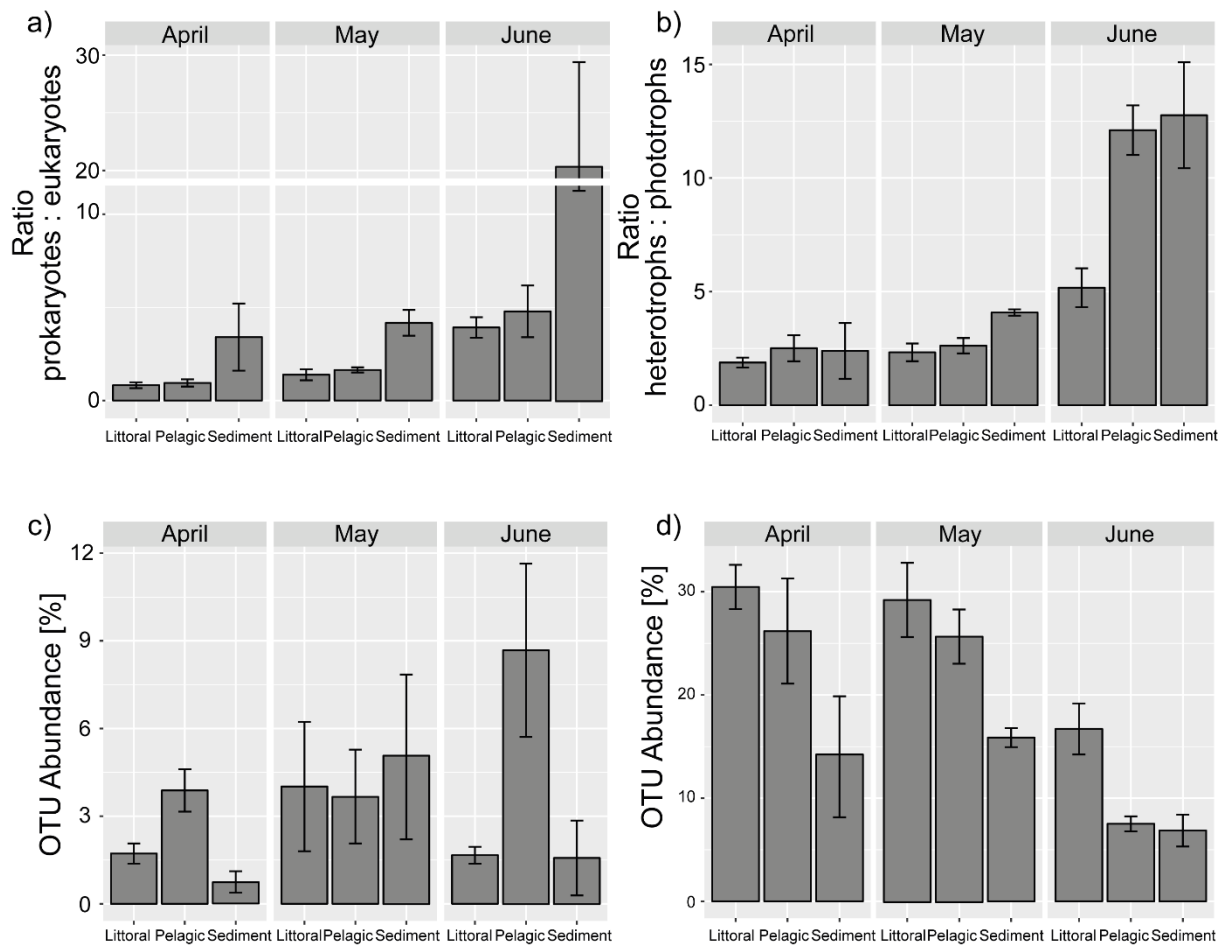 a)
April May June
Ratio
prokaryotes : eukaryotes
30
20
10
0
Littoral Pelagic Sediment Littoral Pelagic Sediment Littoral Pelagic Sediment
b)
April May June
Ratio
heterotrophs : phototrophs
15
10
5
0
Littoral Pelagic Sediment Littoral Pelagic Sediment Littoral Pelagic Sediment
c)
April May June
OTU Abundance [%]
12
9
6
3
0
Littoral Pelagic Sediment Littoral Pelagic Sediment Littoral Pelagic Sediment
d)
April May June
OTU Abundance [%]
30
20
10
0
Littoral Pelagic Sediment Littoral Pelagic Sediment Littoral Pelagic Sediment